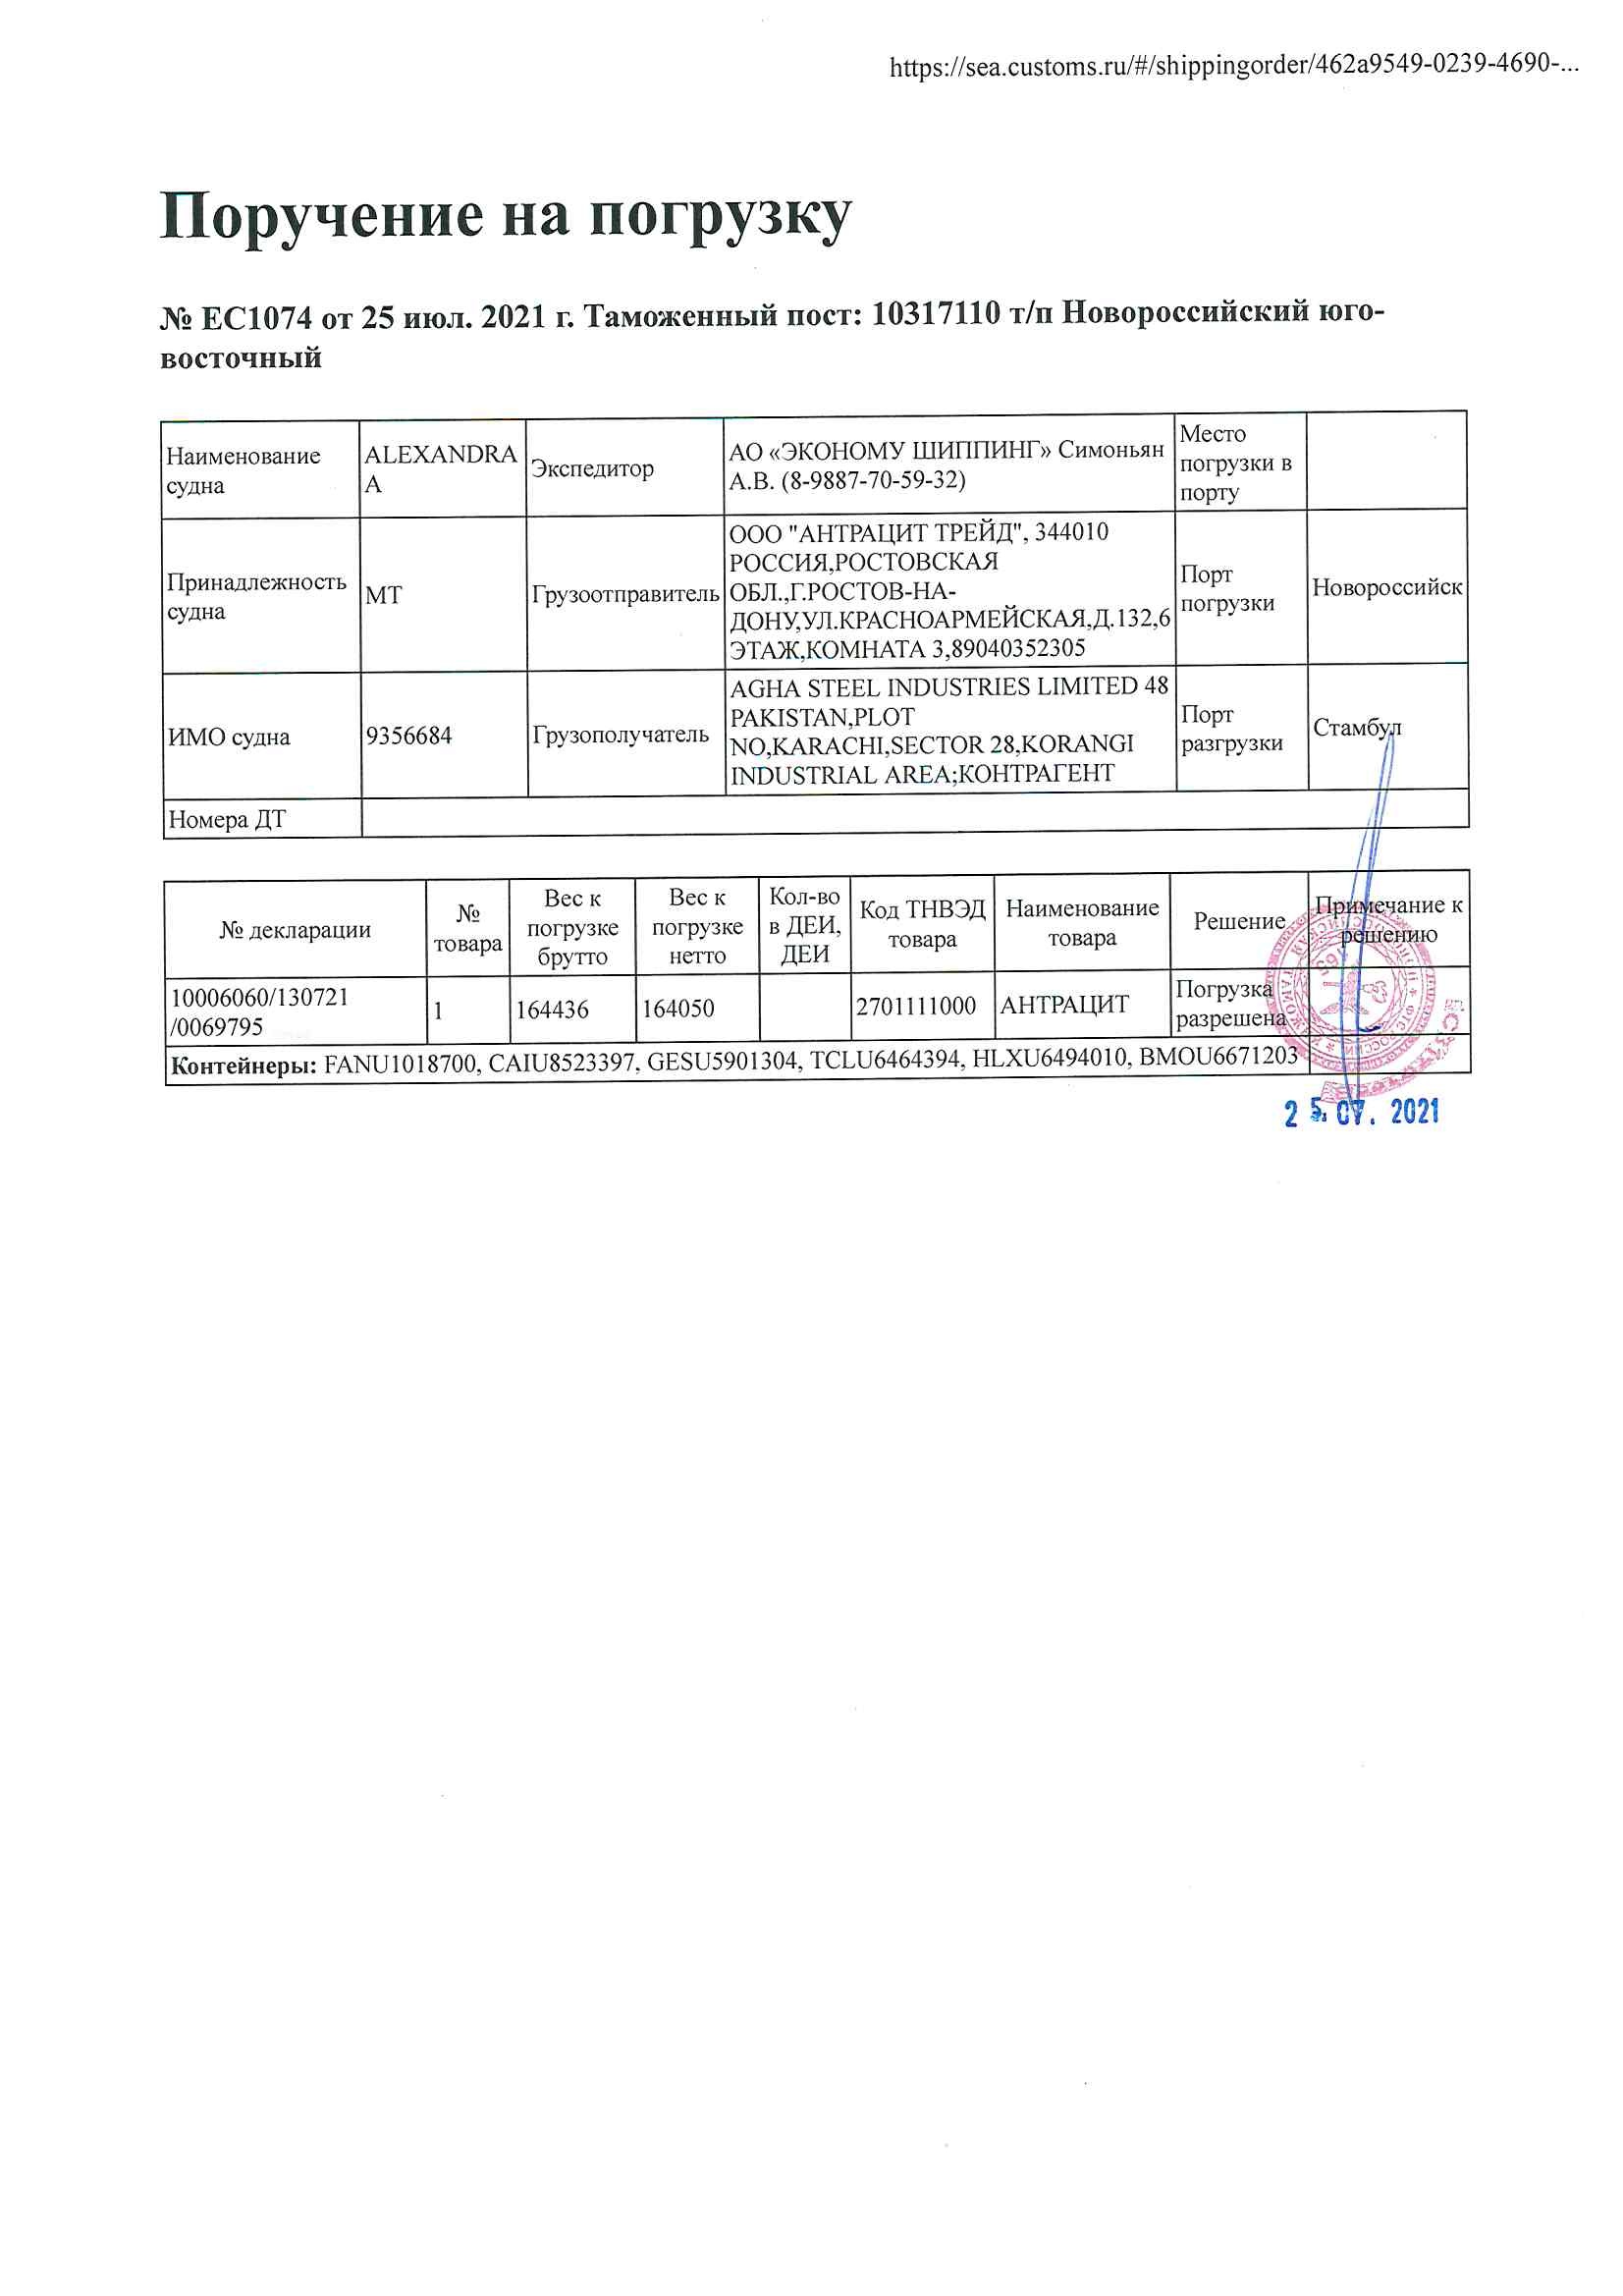 https://sea.customs.ru/#/shippingorder/462a9549-0239-4690-...
Поручение на погрузку
№ ЕС1074 от 25 июл. 2021 г. Таможенный пост: 10317110 т/п Новороссийский юго-
восточный
Наименование
судна
ALEXANDRA
A
Экспедитор
АО «ЭКОНОМУ ШИППИНГ» Симоньян
А.В. (8-9887-70-59-32)
Место
погрузки в
порту
Принадлежность
судна
MT
Грузоотправитель
ООО "АНТРАЦИТ ТРЕЙД", 344010
РОССИЯ,РОСТОВСКАЯ
ОБЛ.,Г.РОСТОВ-НА-
ДОНУ,УЛ.КРАСНОАРМЕЙСКАЯ,Д.132,6
ЭТАЖ,КОМНАТА 3,89040352305
Порт
погрузки
Новороссийск
ИМО судна
9356684
Грузополучатель
AGHA STEEL INDUSTRIES LIMITED 48
PAKISTAN,PLOT
NO,KARACHI,SECTOR 28,KORANGI
INDUSTRIAL AREA;КОНТРАГЕНТ
Порт
разгрузки
Стамбул
Номера ДТ
№ декларации
№
товара
Вес к
погрузке
брутто
Вес к
погрузке
нетто
Кол-во
в ДЕИ,
ДЕИ
Код ТНВЭД
товара
Наименование
товара
Решение
Примечание к
решению
10006060/130721
/0069795
1
164436
164050
2701111000
АНТРАЦИТ
Погрузка
разрешена
Контейнеры: FANU1018700, CAIU8523397, GESU5901304, TCLU6464394, HLXU6494010, BMOU6671203
25.07.2021